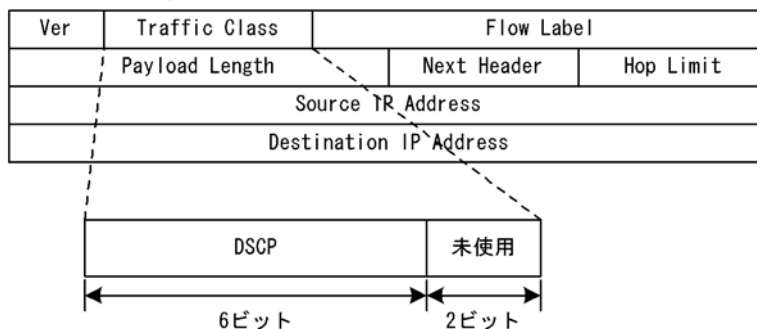 Ver Traffic Class Flow Label
Payload Length Next Header Hop Limit
Source IP Address
Destination IP Address
DSCP 未使用
6ビット 2ビット